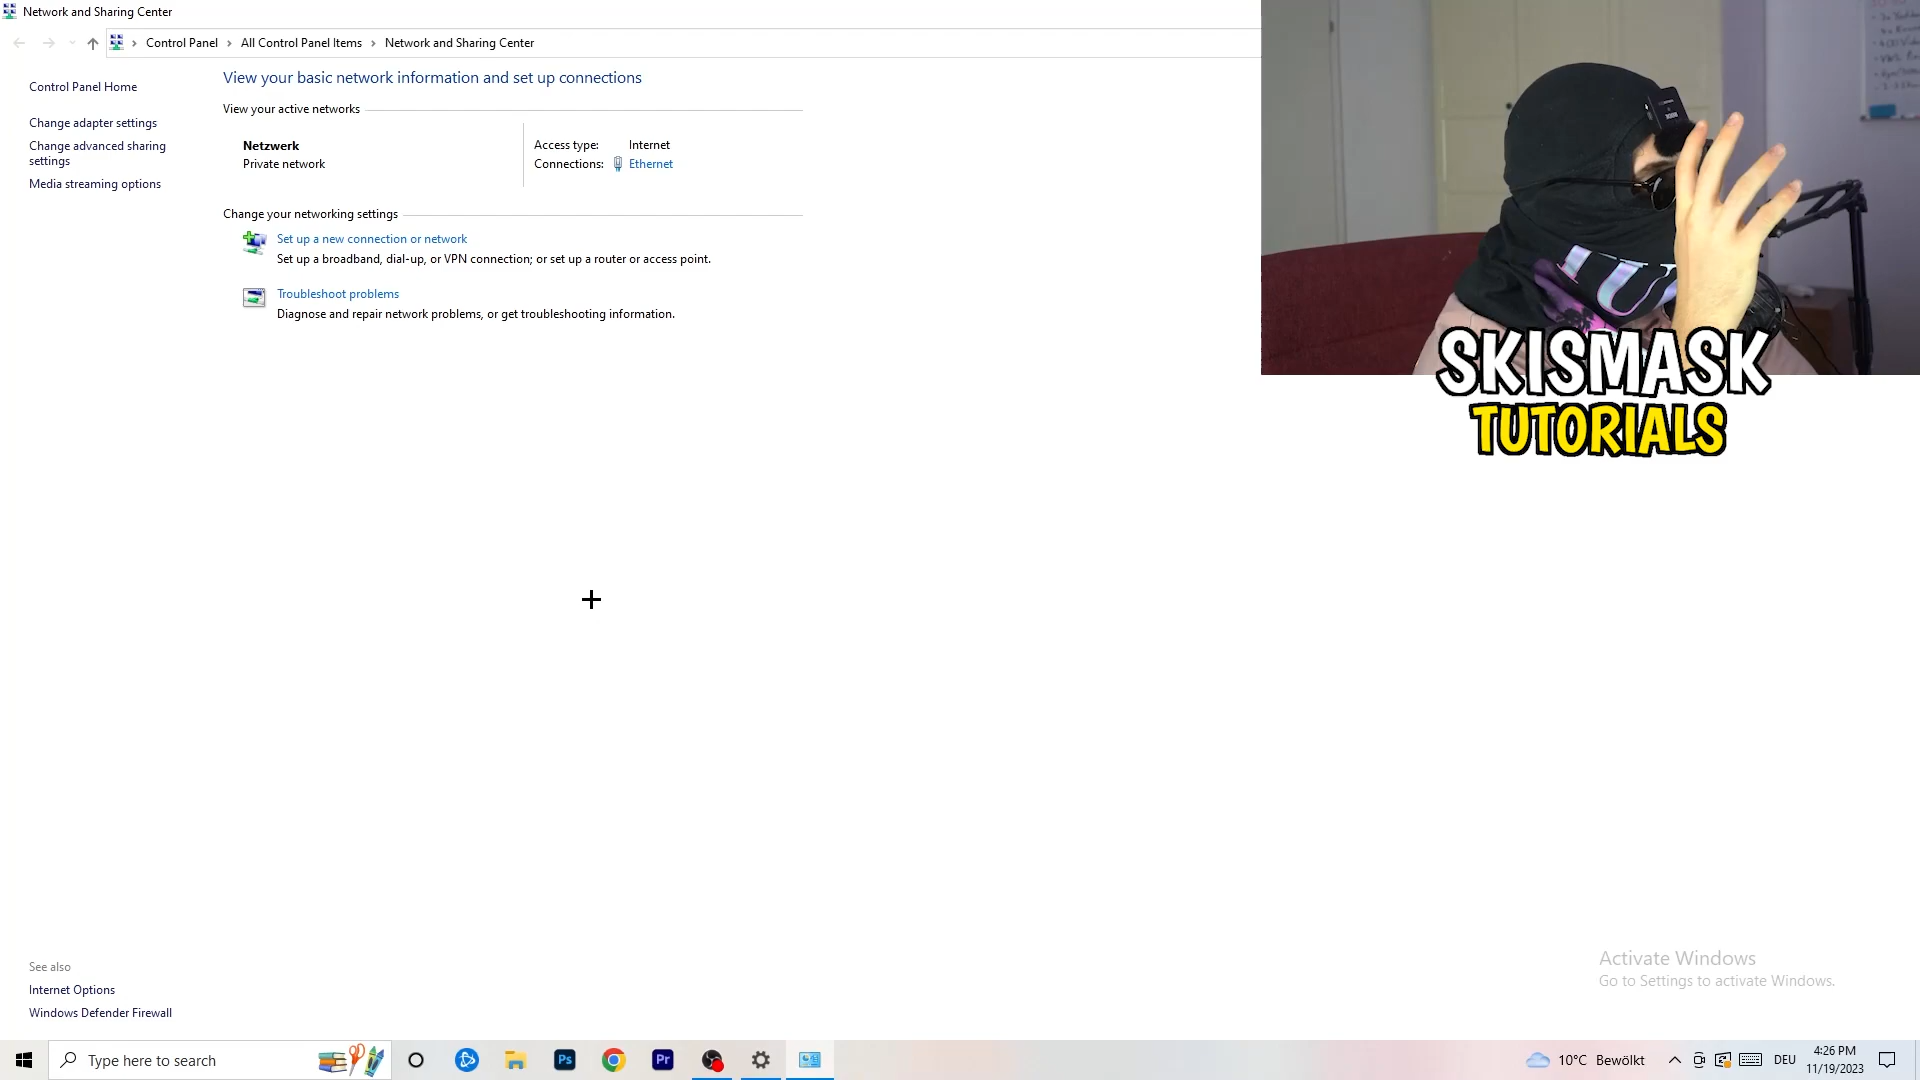 Network and Sharing Center
Control Panel > All Control Panel Items > Network and Sharing Center
Control Panel Home
Change adapter settings
Change advanced sharing
settings
Media streaming options
View your basic network information and set up connections
View your active networks
Netzwerk
Private network
Access type: Internet
Connections: Ethernet
Change your networking settings
Set up a new connection or network
Set up a broadband, dial-up, or VPN connection; or set up a router or access point.
Troubleshoot problems
Diagnose and repair network problems, or get troubleshooting information.
SKISMASK
TUTORIALS
Activate Windows
Go to Settings to activate Windows.
See also
Internet Options
Windows Defender Firewall
Type here to search
Ps
Pr
10°C Bewölkt
DEU
4:26 PM
11/19/2023